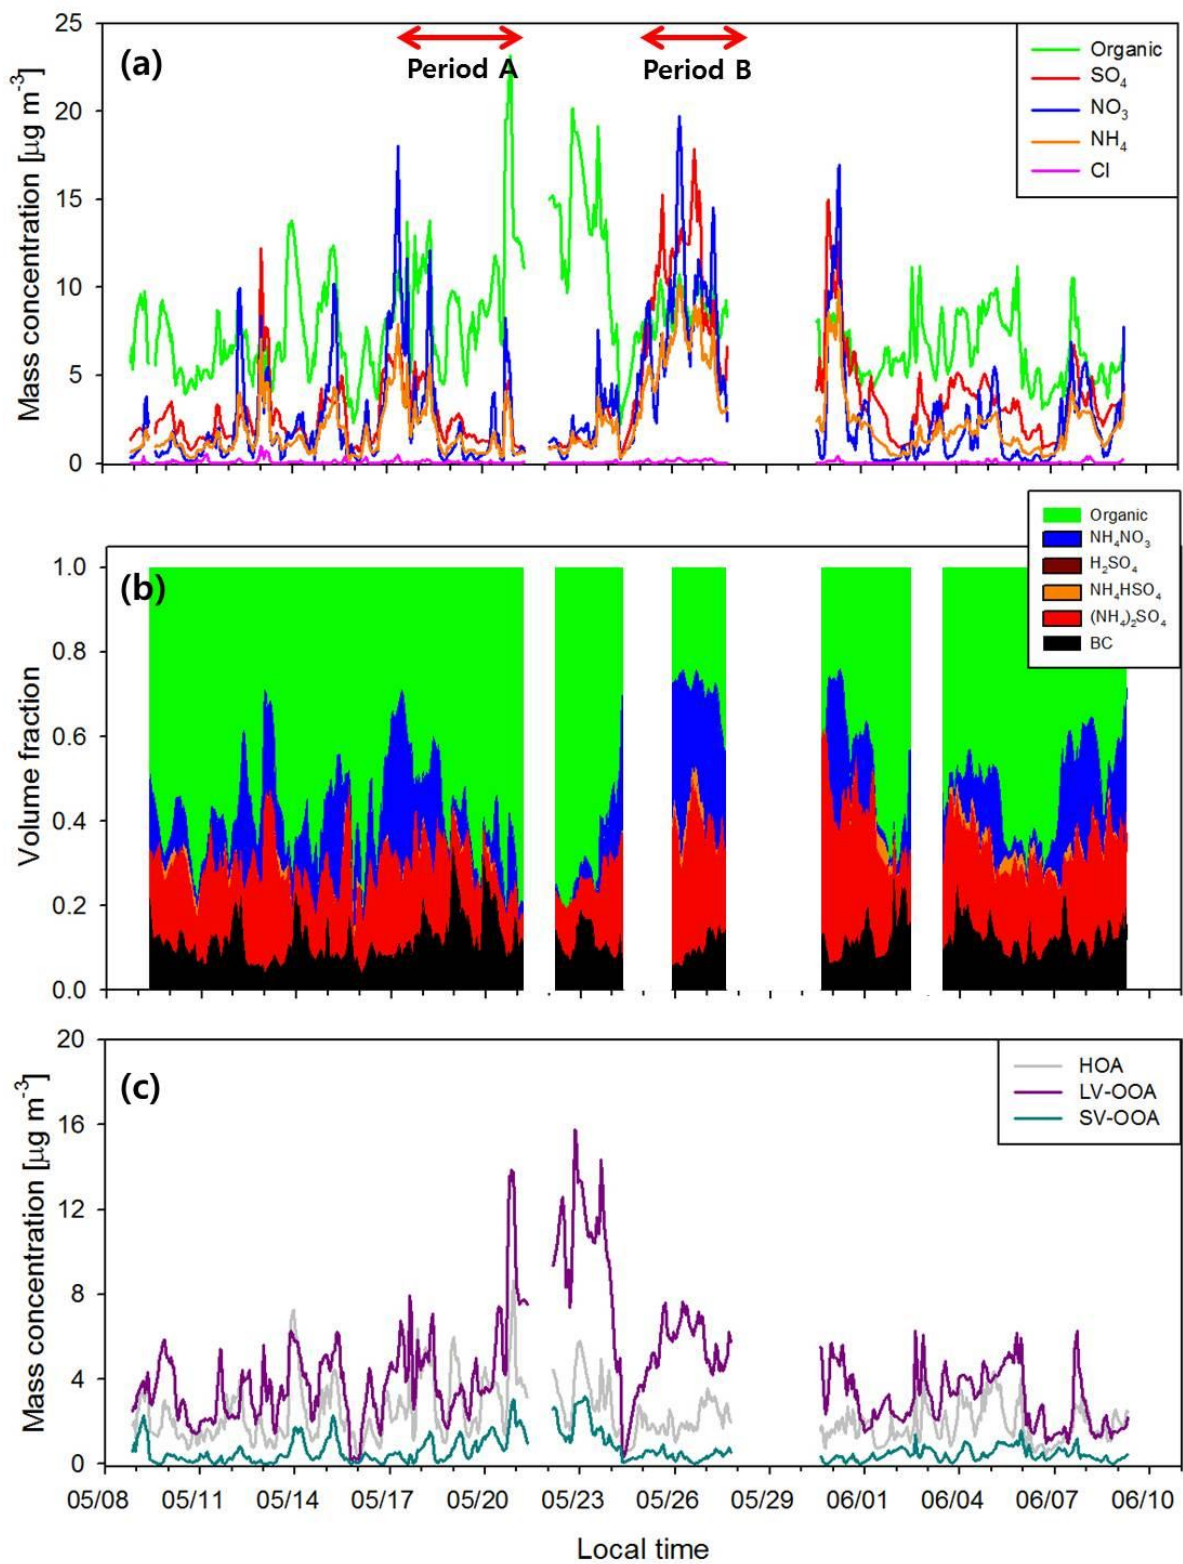 25
20
15
10
5
0
Mass concentration [μg m⁻³]
(a)
Period A
Period B
Organic
SO₄
NO₃
NH₄
Cl
Organic
NH₄NO₃
H₂SO₄
NH₄HSO₄
(NH₄)₂SO₄
BC
1.0
0.8
0.6
0.4
0.2
0.0
Volume fraction
(b)
20
16
12
8
4
0
Mass concentration [μg m⁻³]
(c)
HOA
LV-OOA
SV-OOA
05/08 05/11 05/14 05/17 05/20 05/23 05/26 05/29 06/01 06/04 06/07 06/10
Local time